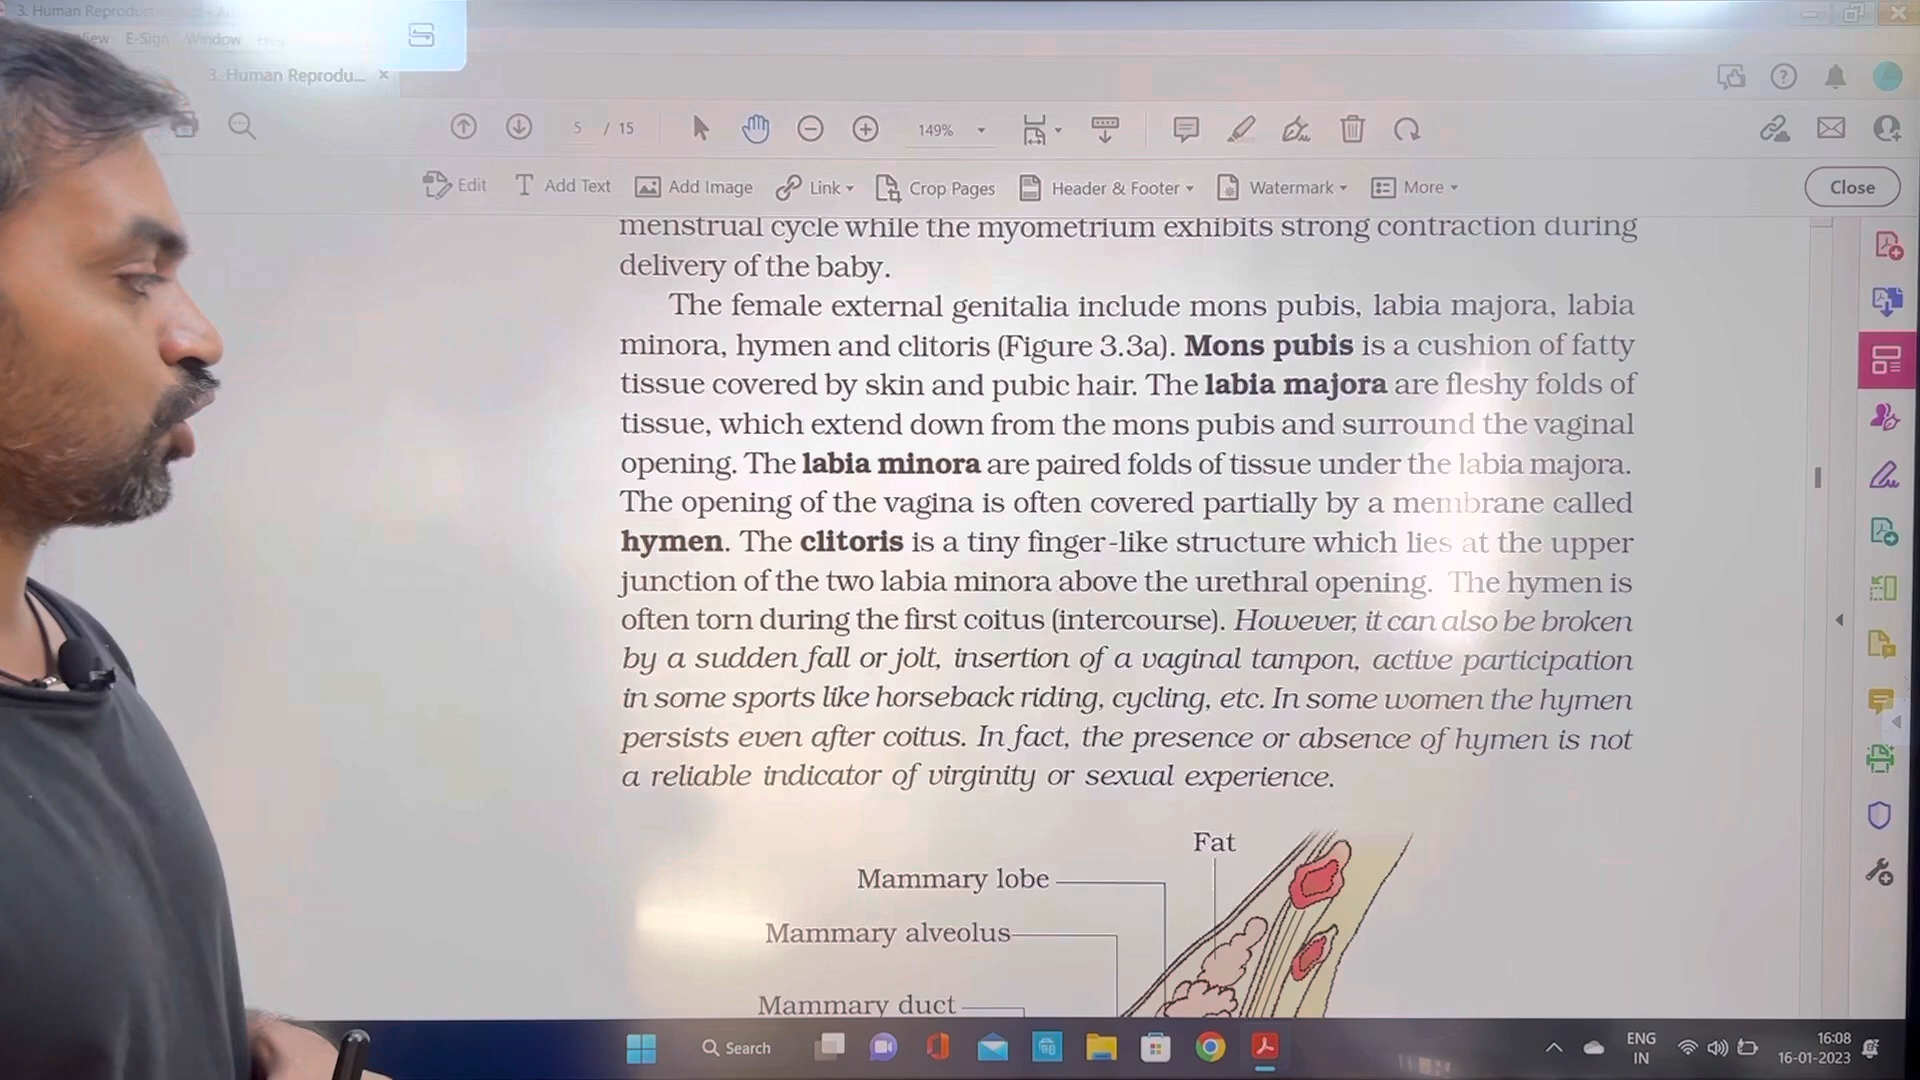 3. Human Reproduc
View E-Sign Window
3. Human Reprodu... ×
5 / 15
149%
Edit Add Text Add Image Link Crop Pages Header & Footer Watermark More Close
menstrual cycle while the myometrium exhibits strong contraction during
delivery of the baby.
The female external genitalia include mons pubis, labia majora, labia
minora, hymen and clitoris (Figure 3.3a). Mons pubis is a cushion of fatty
tissue covered by skin and pubic hair. The labia majora are fleshy folds of
tissue, which extend down from the mons pubis and surround the vaginal
opening. The labia minora are paired folds of tissue under the labia majora.
The opening of the vagina is often covered partially by a membrane called
hymen. The clitoris is a tiny finger-like structure which lies at the upper
junction of the two labia minora above the urethral opening. The hymen is
often torn during the first coitus (intercourse). However, it can also be broken
by a sudden fall or jolt, insertion of a vaginal tampon, active participation
in some sports like horseback riding, cycling, etc. In some women the hymen
persists even after coitus. In fact, the presence or absence of hymen is not
a reliable indicator of virginity or sexual experience.
Fat
Mammary lobe
Mammary alveolus
Mammary duct
Search
ENG
IN
16:08
16-01-2023